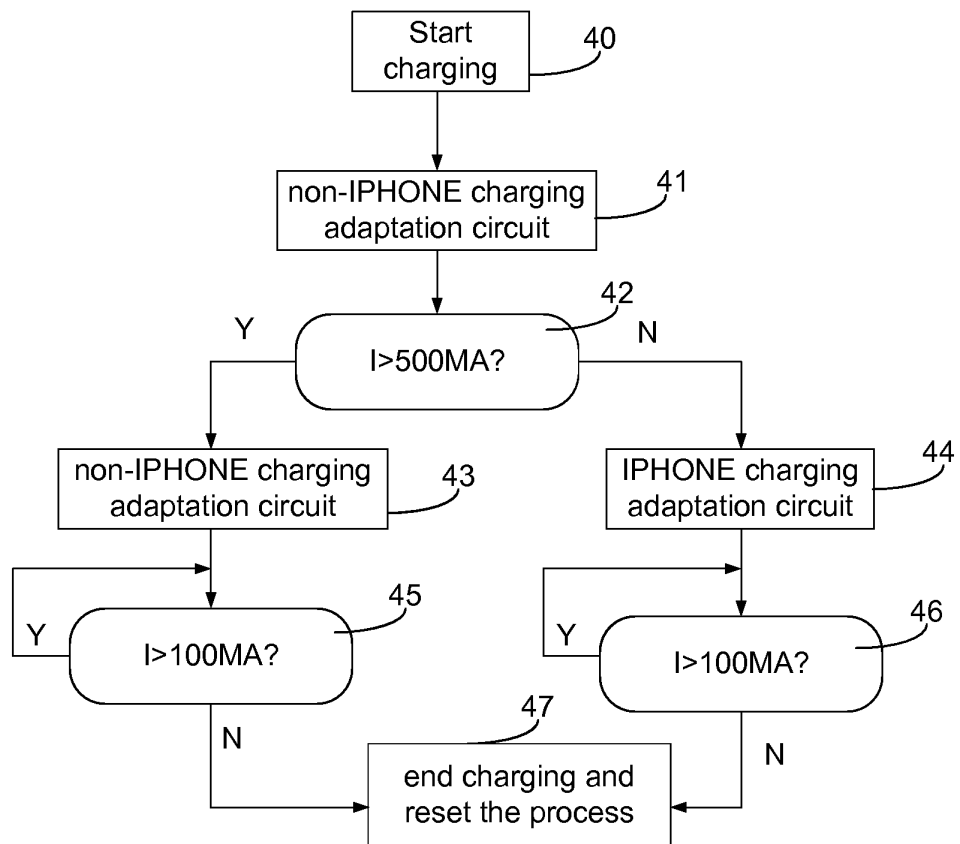 Start
charging
40
non-IPHONE charging
adaptation circuit
41
I>500MA?
42
Y
N
non-IPHONE charging
adaptation circuit
43
IPHONE charging
adaptation circuit
44
I>100MA?
45
Y
N
I>100MA?
46
Y
N
end charging and
reset the process
47